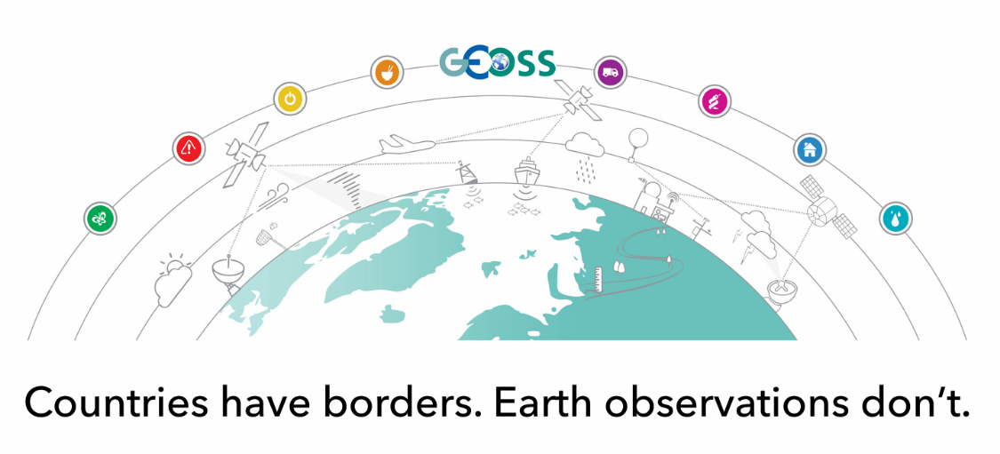 GEOSS
Countries have borders. Earth observations don't.